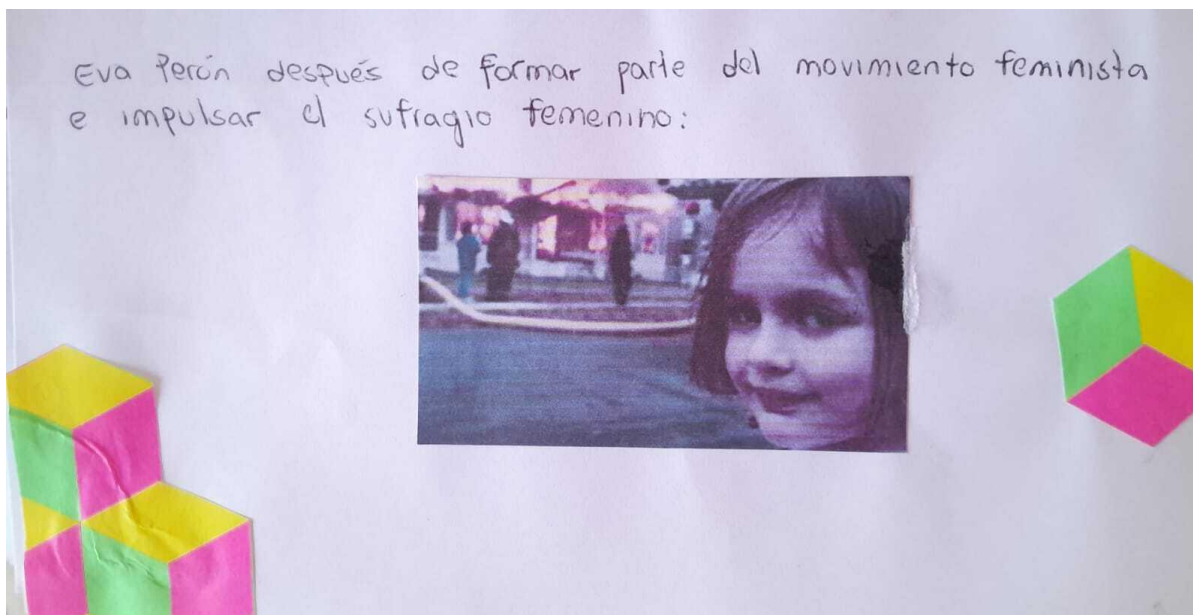 Eva Perón después de formar parte del movimiento feminista
e impulsar el sufragio femenino: